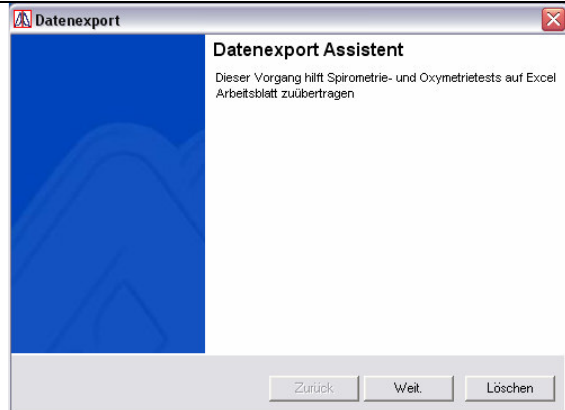 Datenexport
Datenexport Assistent
Dieser Vorgang hilft Spirometrie- und Oxymetrietests auf Excel
Arbeitsblatt zuübertragen
Zurück
Weit.
Löschen